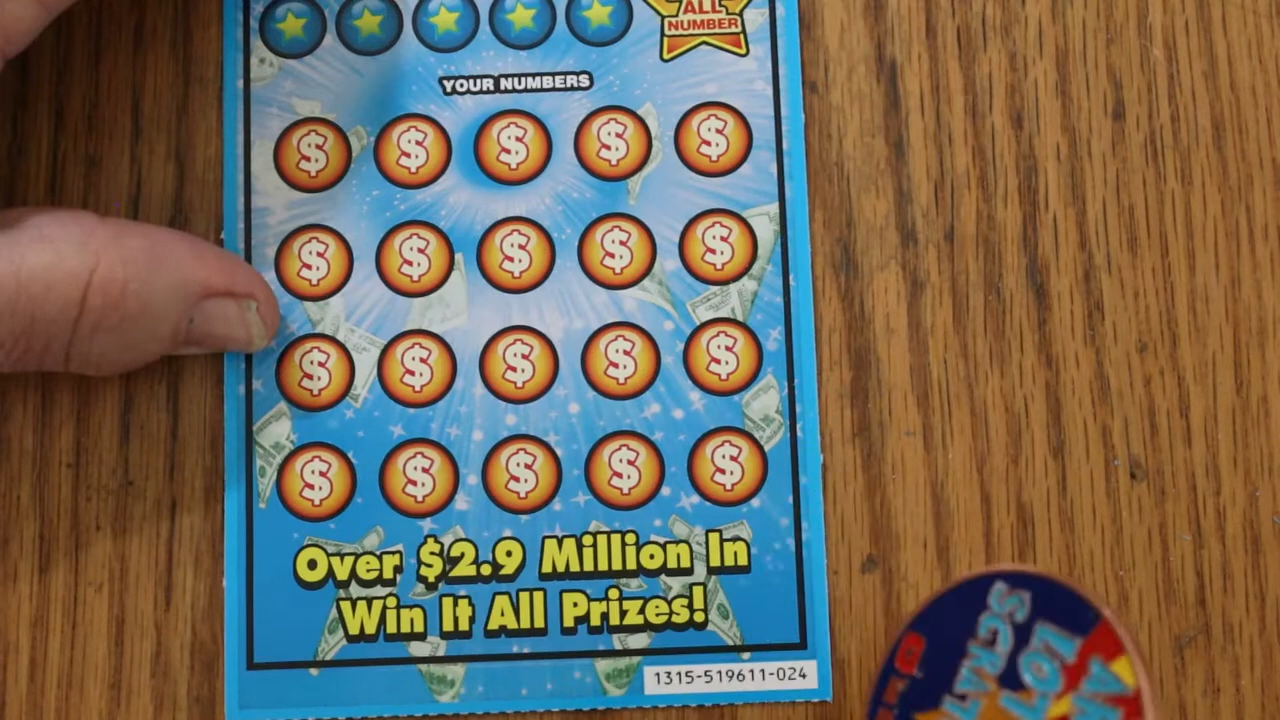 ALL
NUMBER
YOUR NUMBERS
$ $ $ $ $
$ $ $ $ $
$ $ $ $ $
$ $ $ $ $
Over $2.9 Million In
Win It All Prizes!
1315-519611-024